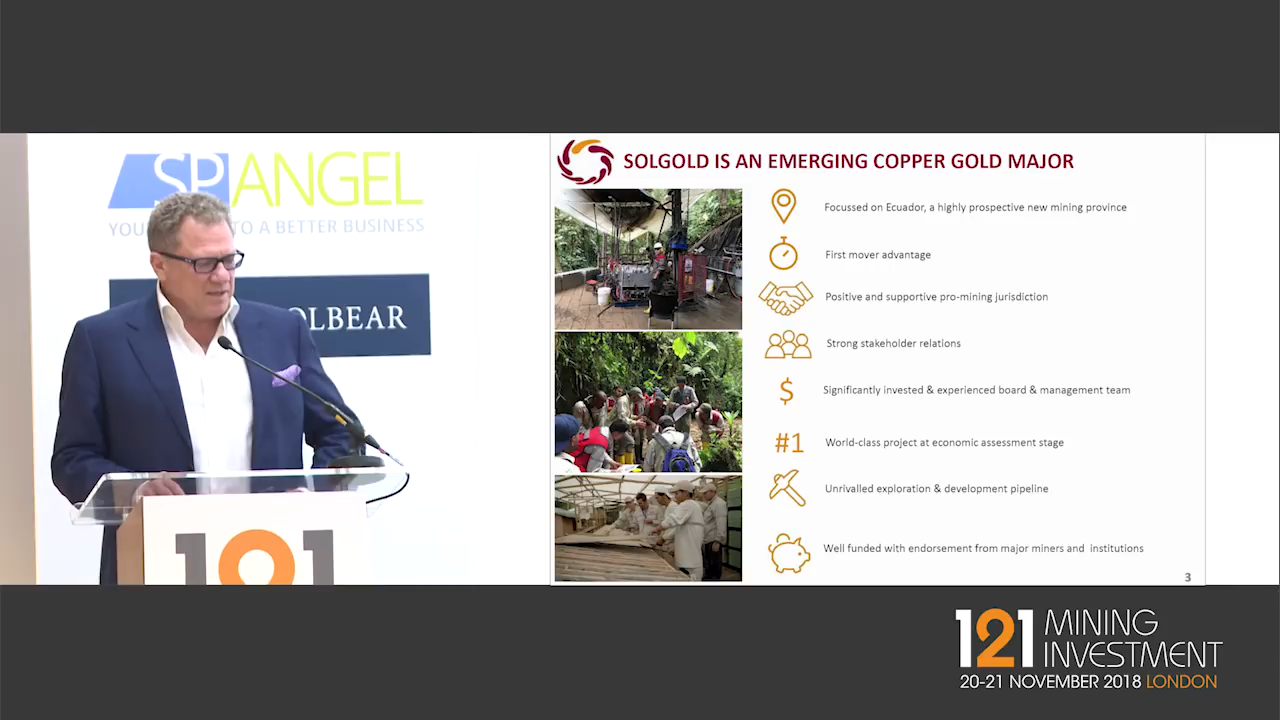 SP ANGEL
YOU TO A BETTER BUSINESS
OLBEAR
121
SOLGOLD IS AN EMERGING COPPER GOLD MAJOR
Focussed on Ecuador, a highly prospective new mining province
First mover advantage
Positive and supportive pro-mining jurisdiction
Strong stakeholder relations
$
Significantly invested & experienced board & management team
#1
World-class project at economic assessment stage
Unrivalled exploration & development pipeline
Well funded with endorsement from major miners and institutions
3
121 MINING
INVESTMENT
20-21 NOVEMBER 2018 LONDON